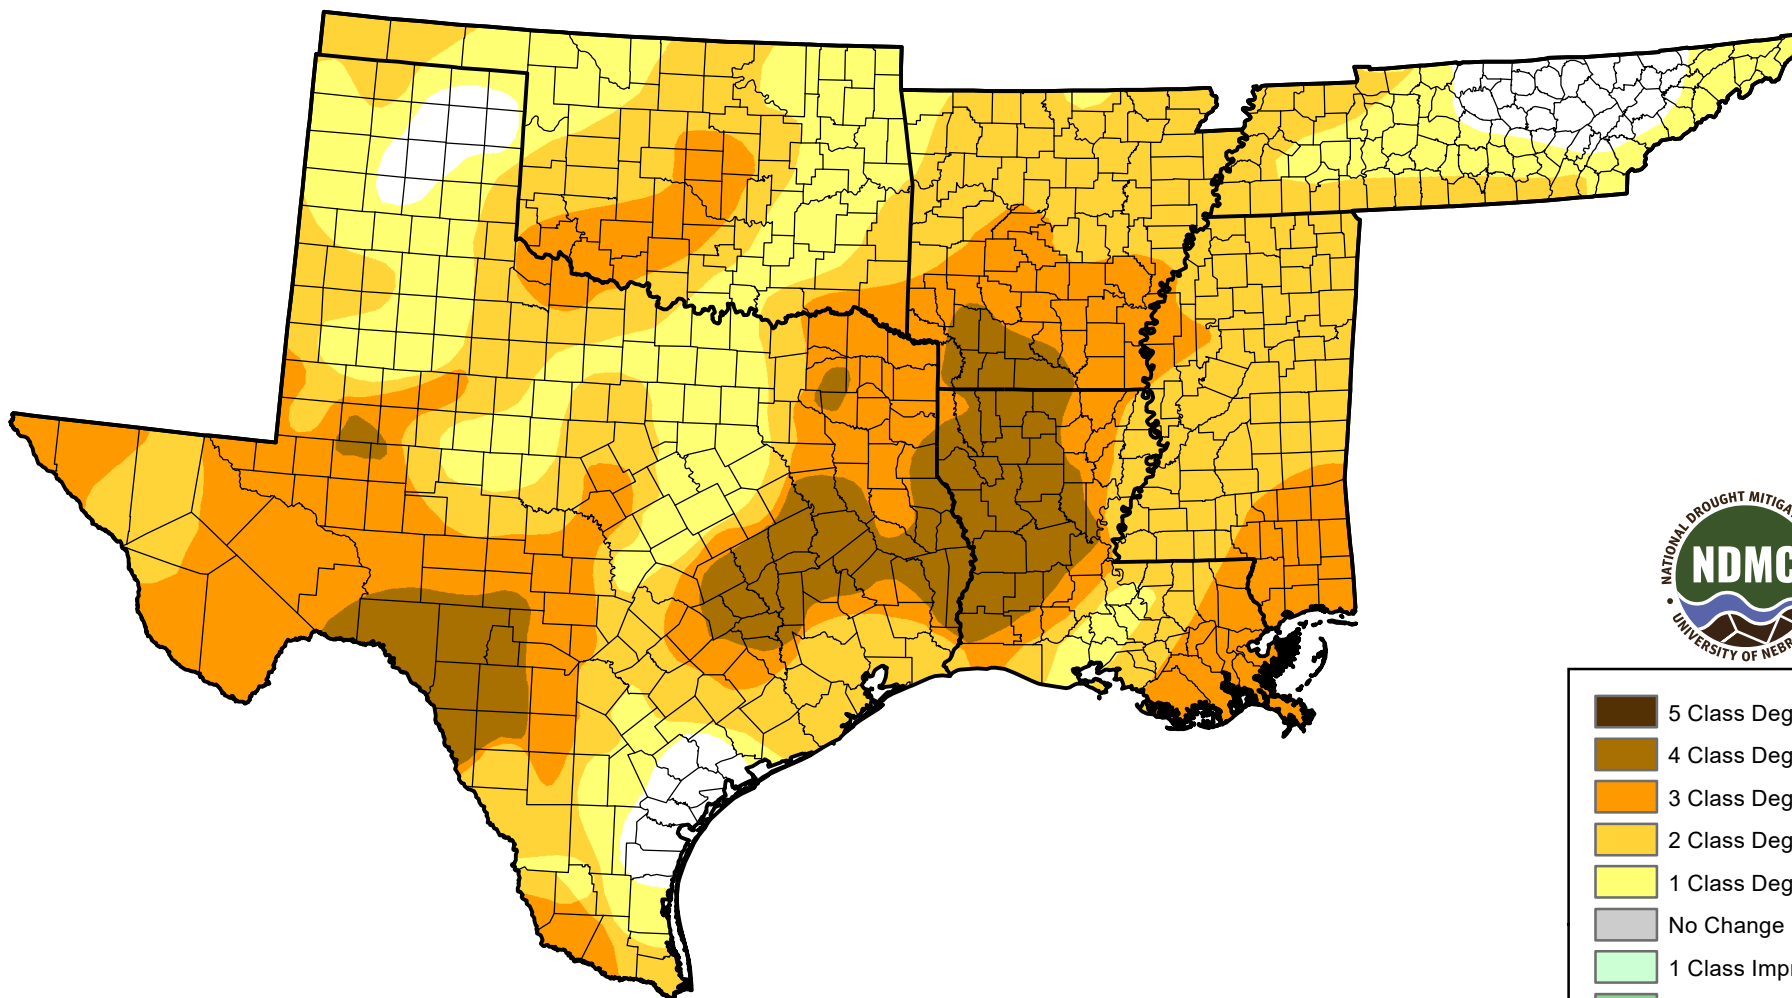 NATIONAL DROUGHT MITIGA
NDMC
UNIVERSITY OF NEBR
5 Class Deg
4 Class Deg
3 Class Deg
2 Class Deg
1 Class Deg
No Change
1 Class Impr